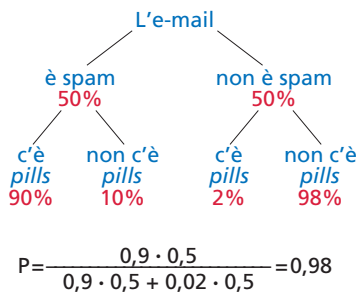 L'e-mail
è spam non è spam
50% 50%
c'è non c'è c'è non c'è
pills pills pills pills
90% 10% 2% 98%
0,9 · 0,5
P= =0,98
0,9 · 0,5 + 0,02 · 0,5